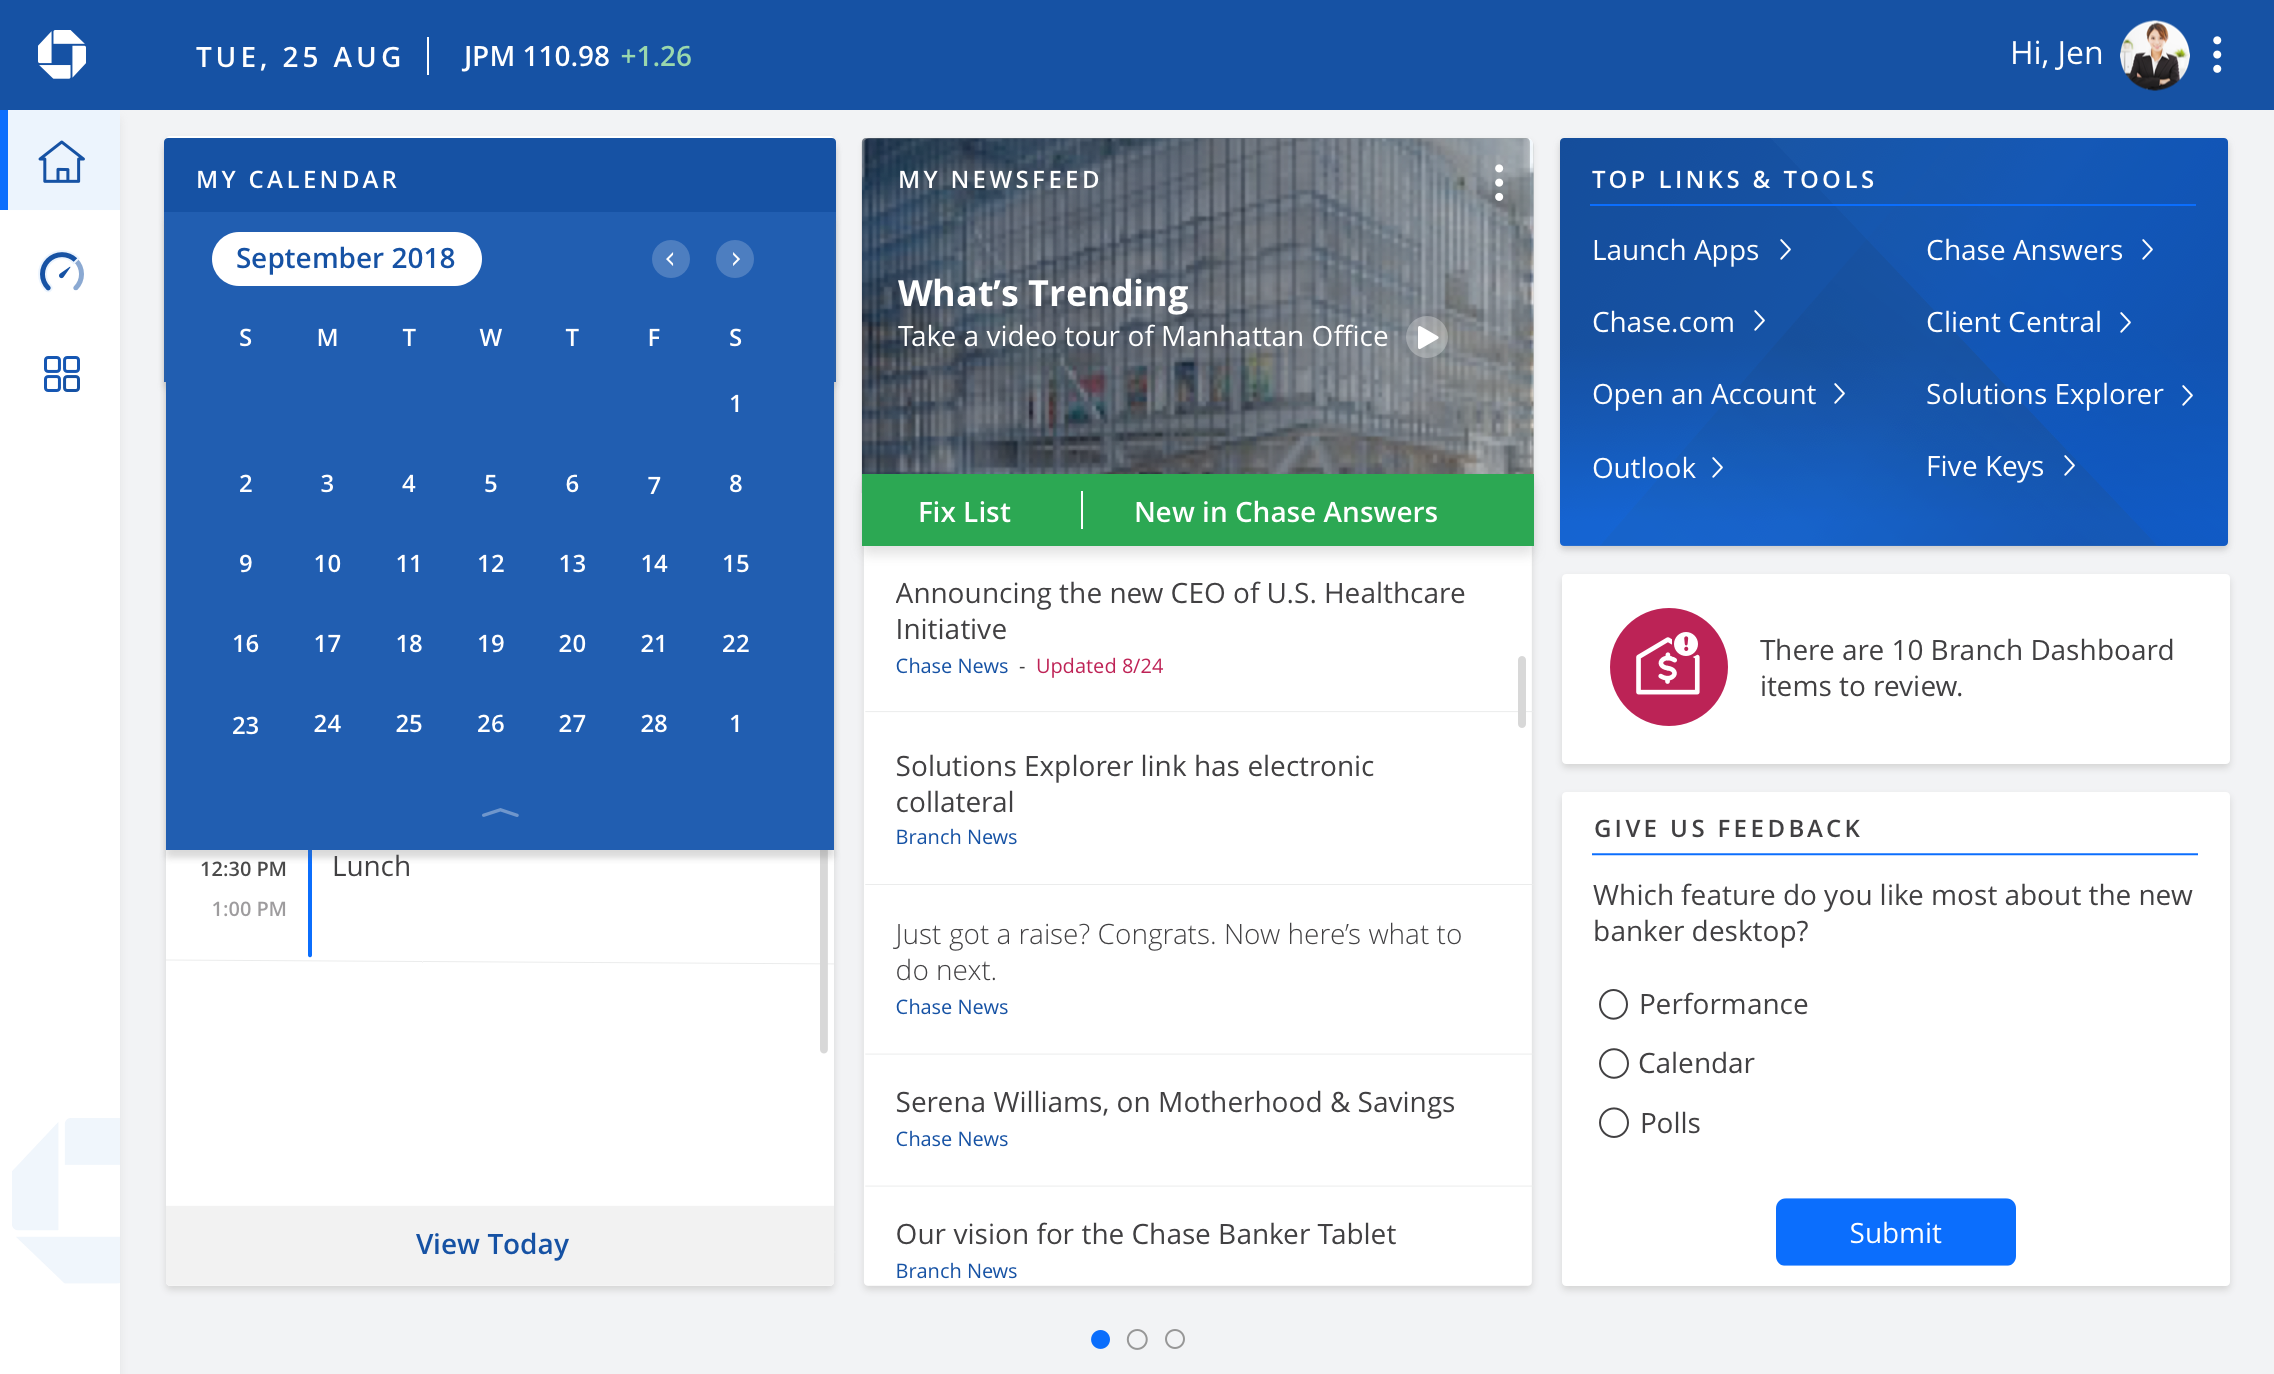 TUE, 25 AUG
JPM 110.98 +1.26
Hi, Jen
MY CALENDAR
September 2018
S M T W T F S
1
2 3 4 5 6 7 8
9 10 11 12 13 14 15
16 17 18 19 20 21 22
23 24 25 26 27 28 1
12:30 PM Lunch
1:00 PM
View Today
MY NEWSFEED
What’s Trending
Take a video tour of Manhattan Office
Fix List
New in Chase Answers
Announcing the new CEO of U.S. Healthcare
Initiative
Chase News - Updated 8/24
Solutions Explorer link has electronic
collateral
Branch News
Just got a raise? Congrats. Now here’s what to
do next.
Chase News
Serena Williams, on Motherhood & Savings
Chase News
Our vision for the Chase Banker Tablet
Branch News
TOP LINKS & TOOLS
Launch Apps
Chase Answers
Chase.com
Client Central
Open an Account
Solutions Explorer
Outlook
Five Keys
There are 10 Branch Dashboard
items to review.
GIVE US FEEDBACK
Which feature do you like most about the new
banker desktop?
Performance
Calendar
Polls
Submit